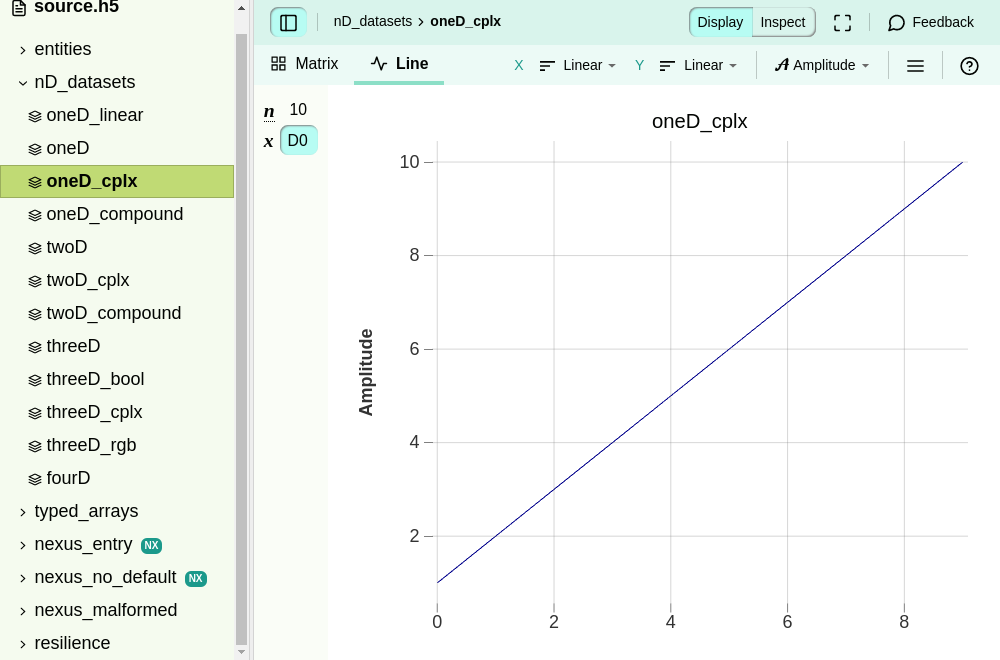 source.h5
entities
nD_datasets
oneD_linear
oneD
oneD_cplx
oneD_compound
twoD
twoD_cplx
twoD_compound
threeD
threeD_bool
threeD_cplx
threeD_rgb
fourD
typed_arrays
nexus_entry NX
nexus_no_default NX
nexus_malformed
resilience
nD_datasets › oneD_cplx
Display Inspect Feedback
Matrix Line X Linear Y Linear A Amplitude
n 10
x D0
oneD_cplx
Amplitude
10
8
6
4
2
0 2 4 6 8